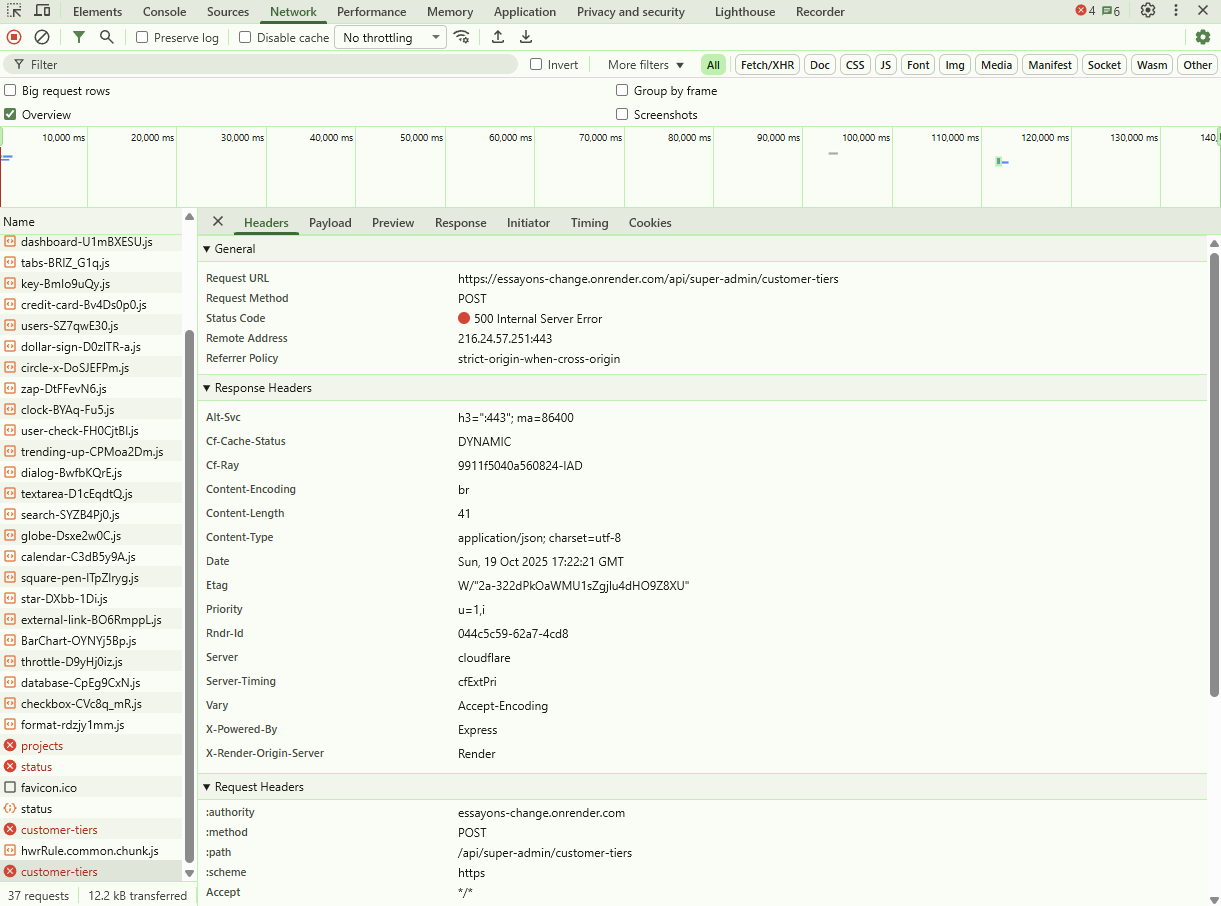 Elements Console Sources Network Performance Memory Application Privacy and security Lighthouse Recorder 4 6
Preserve log Disable cache No throttling
Filter Invert More filters All Fetch/XHR Doc CSS JS Font Img Media Manifest Socket Wasm Other
Big request rows Group by frame
Overview Screenshots
10,000 ms 20,000 ms 30,000 ms 40,000 ms 50,000 ms 60,000 ms 70,000 ms 80,000 ms 90,000 ms 100,000 ms 110,000 ms 120,000 ms 130,000 ms 140,
Name
dashboard-U1mBXESU.js
tabs-BRIZ_G1q.js
key-Bmlo9uQy.js
credit-card-Bv4Ds0p0.js
users-SZ7qwE30.js
dollar-sign-D0zlTR-a.js
circle-x-DoSJEFPm.js
zap-DtFFevN6.js
clock-BYAq-Fu5.js
user-check-FH0CjtBl.js
trending-up-CPMoa2Dm.js
dialog-BwfbKQrE.js
textarea-D1cEqdtQ.js
search-SYZB4Pj0.js
globe-Dsxe2w0C.js
calendar-C3dB5y9A.js
square-pen-lTpZlryg.js
star-DXbb-1Di.js
external-link-BO6RmppL.js
BarChart-OYNYj5Bp.js
throttle-D9yHj0iz.js
database-CpEg9CxN.js
checkbox-CVc8q_mR.js
format-rdzjy1mm.js
projects
status
favicon.ico
status
customer-tiers
hwrRule.common.chunk.js
customer-tiers
37 requests 12.2 kB transferred
Headers Payload Preview Response Initiator Timing Cookies
General
Request URL https://essayons-change.onrender.com/api/super-admin/customer-tiers
Request Method POST
Status Code 500 Internal Server Error
Remote Address 216.24.57.251:443
Referrer Policy strict-origin-when-cross-origin
Response Headers
Alt-Svc h3=":443"; ma=86400
Cf-Cache-Status DYNAMIC
Cf-Ray 9911f5040a560824-IAD
Content-Encoding br
Content-Length 41
Content-Type application/json; charset=utf-8
Date Sun, 19 Oct 2025 17:22:21 GMT
Etag W/"2a-322dPkOaWMU1sZgjlu4dHO9Z8XU"
Priority u=1,i
Rndr-Id 044c5c59-62a7-4cd8
Server cloudflare
Server-Timing cfExtPri
Vary Accept-Encoding
X-Powered-By Express
X-Render-Origin-Server Render
Request Headers
:authority essayons-change.onrender.com
:method POST
:path /api/super-admin/customer-tiers
:scheme https
Accept */*